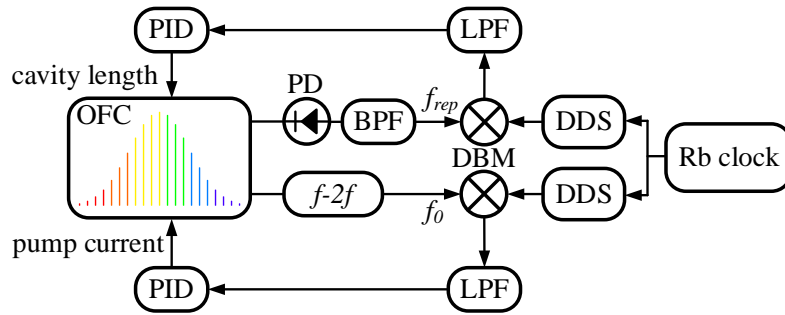 PID
LPF
cavity length
PD
OFC
BPF
f_rep
DDS
DBM
Rb clock
f-2f
f_0
DDS
pump current
PID
LPF